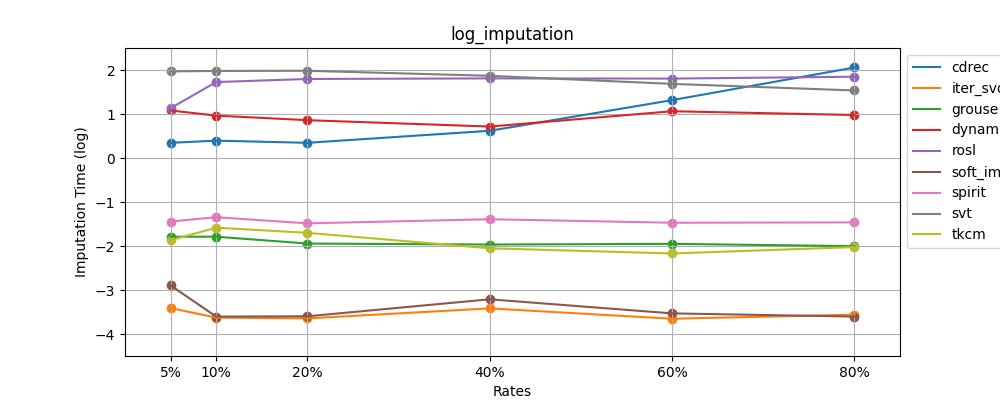 log_imputation
Imputation Time (log)
2
1
0
−1
−2
−3
−4
5% 10% 20% 40% 60% 80%
Rates
cdrec
iter_svd
grouse
dynam
rosl
soft_im
spirit
svt
tkcm